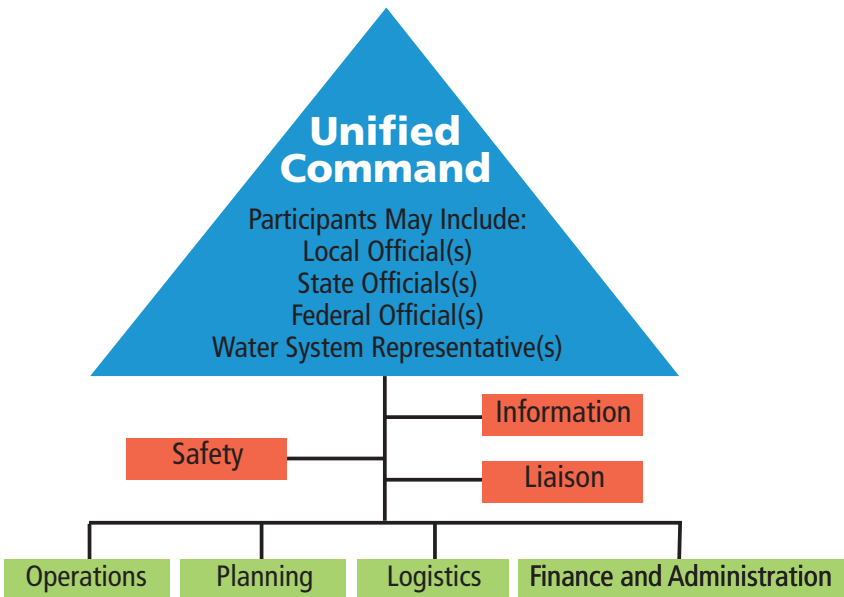 Unified
Command
Participants May Include:
Local Official(s)
State Officials(s)
Federal Official(s)
Water System Representative(s)
Information
Safety
Liaison
Operations
Planning
Logistics
Finance and Administration